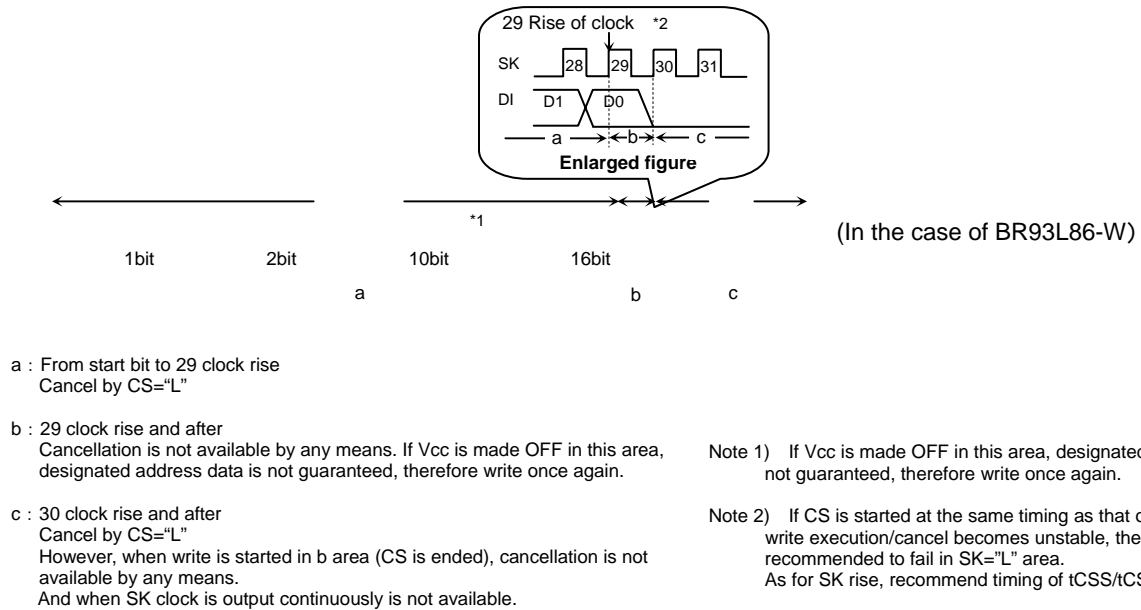 29 Rise of clock *2
SK 28 29 30 31
DI D1 D0
a b c
Enlarged figure
*1
(In the case of BR93L86-W)
1bit 2bit 10bit 16bit
a b c
a : From start bit to 29 clock rise
Cancel by CS=“L”
b : 29 clock rise and after
Cancellation is not available by any means. If Vcc is made OFF in this area,
designated address data is not guaranteed, therefore write once again.
c : 30 clock rise and after
Cancel by CS=“L”
However, when write is started in b area (CS is ended), cancellation is not
available by any means.
And when SK clock is output continuously is not available.
Note 1) If Vcc is made OFF in this area, designated
not guaranteed, therefore write once again.
Note 2) If CS is started at the same timing as that
write execution/cancel becomes unstable,
recommended to fail in SK=“L” area.
As for SK rise, recommend timing of